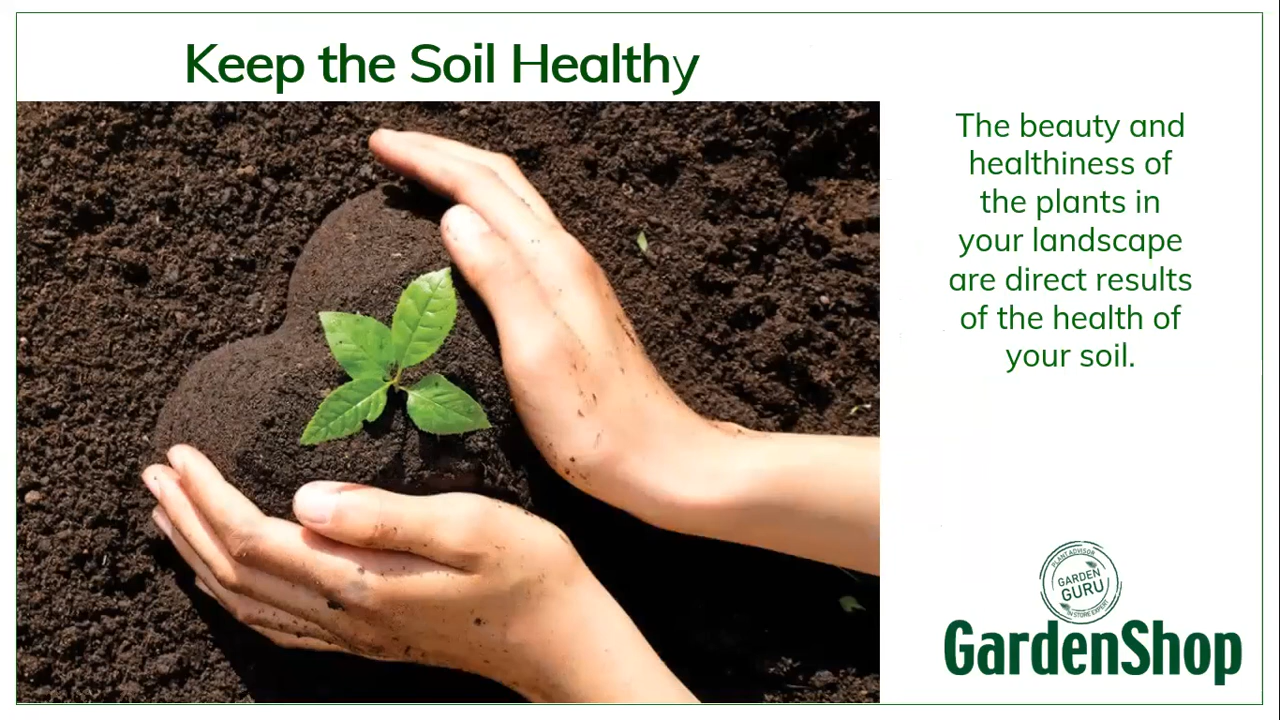 Keep the Soil Healthy
The beauty and
healthiness of
the plants in
your landscape
are direct results
of the health of
your soil.
PLANT ADVISOR
GARDEN
GURU
IN STORE EXPERT
GardenShop